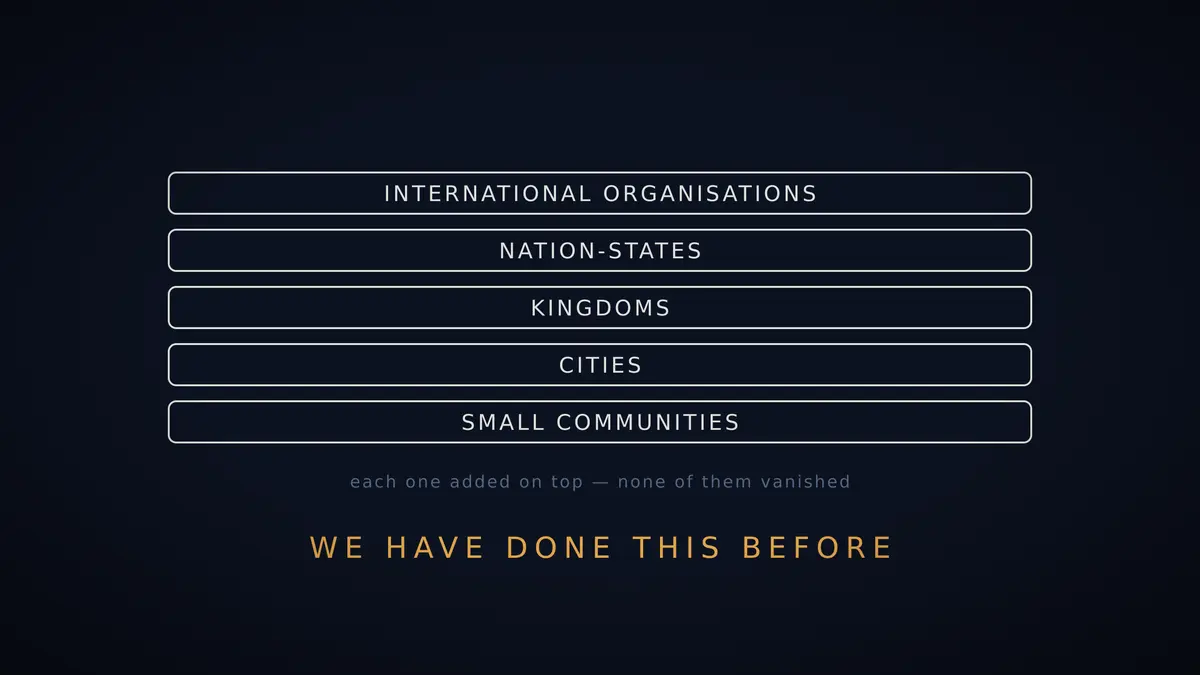 INTERNATIONAL ORGANISATIONS
NATION-STATES
KINGDOMS
CITIES
SMALL COMMUNITIES
each one added on top — none of them vanished
WE HAVE DONE THIS BEFORE